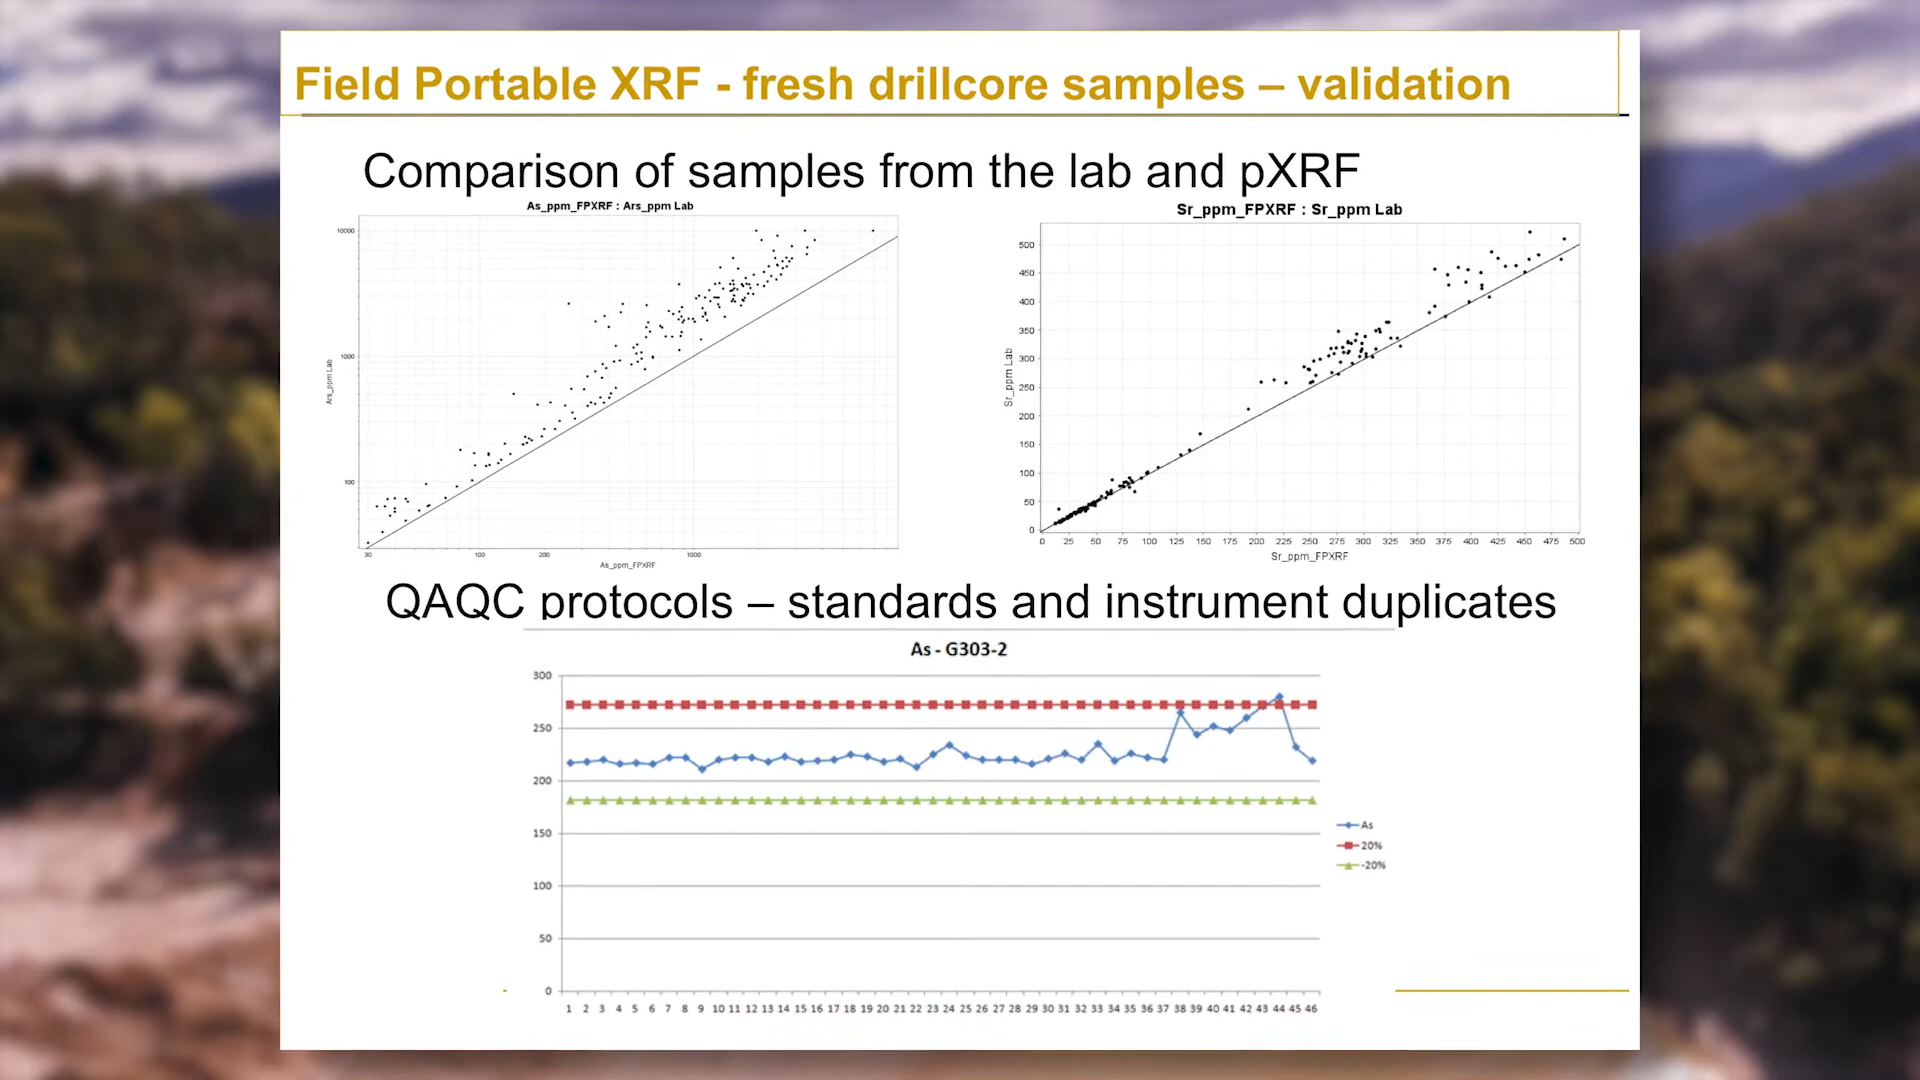 Field Portable XRF - fresh drillcore samples – validation
Comparison of samples from the lab and pXRF
As_ppm_FPXRF : Ars_ppm Lab
10000
1000
100
Ars_ppm Lab
30 100 200 1000
As_ppm_FPXRF
Sr_ppm_FPXRF : Sr_ppm Lab
500
450
400
350
300
250
200
150
100
50
0
Sr_ppm Lab
0 25 50 75 100 125 150 175 200 225 250 275 300 325 350 375 400 425 450 475 500
Sr_ppm_FPXRF
QAQC protocols – standards and instrument duplicates
As - G303-2
300
250
200
150
100
50
0
1 2 3 4 5 6 7 8 9 10 11 12 13 14 15 16 17 18 19 20 21 22 23 24 25 26 27 28 29 30 31 32 33 34 35 36 37 38 39 40 41 42 43 44 45 46
As
20%
-20%